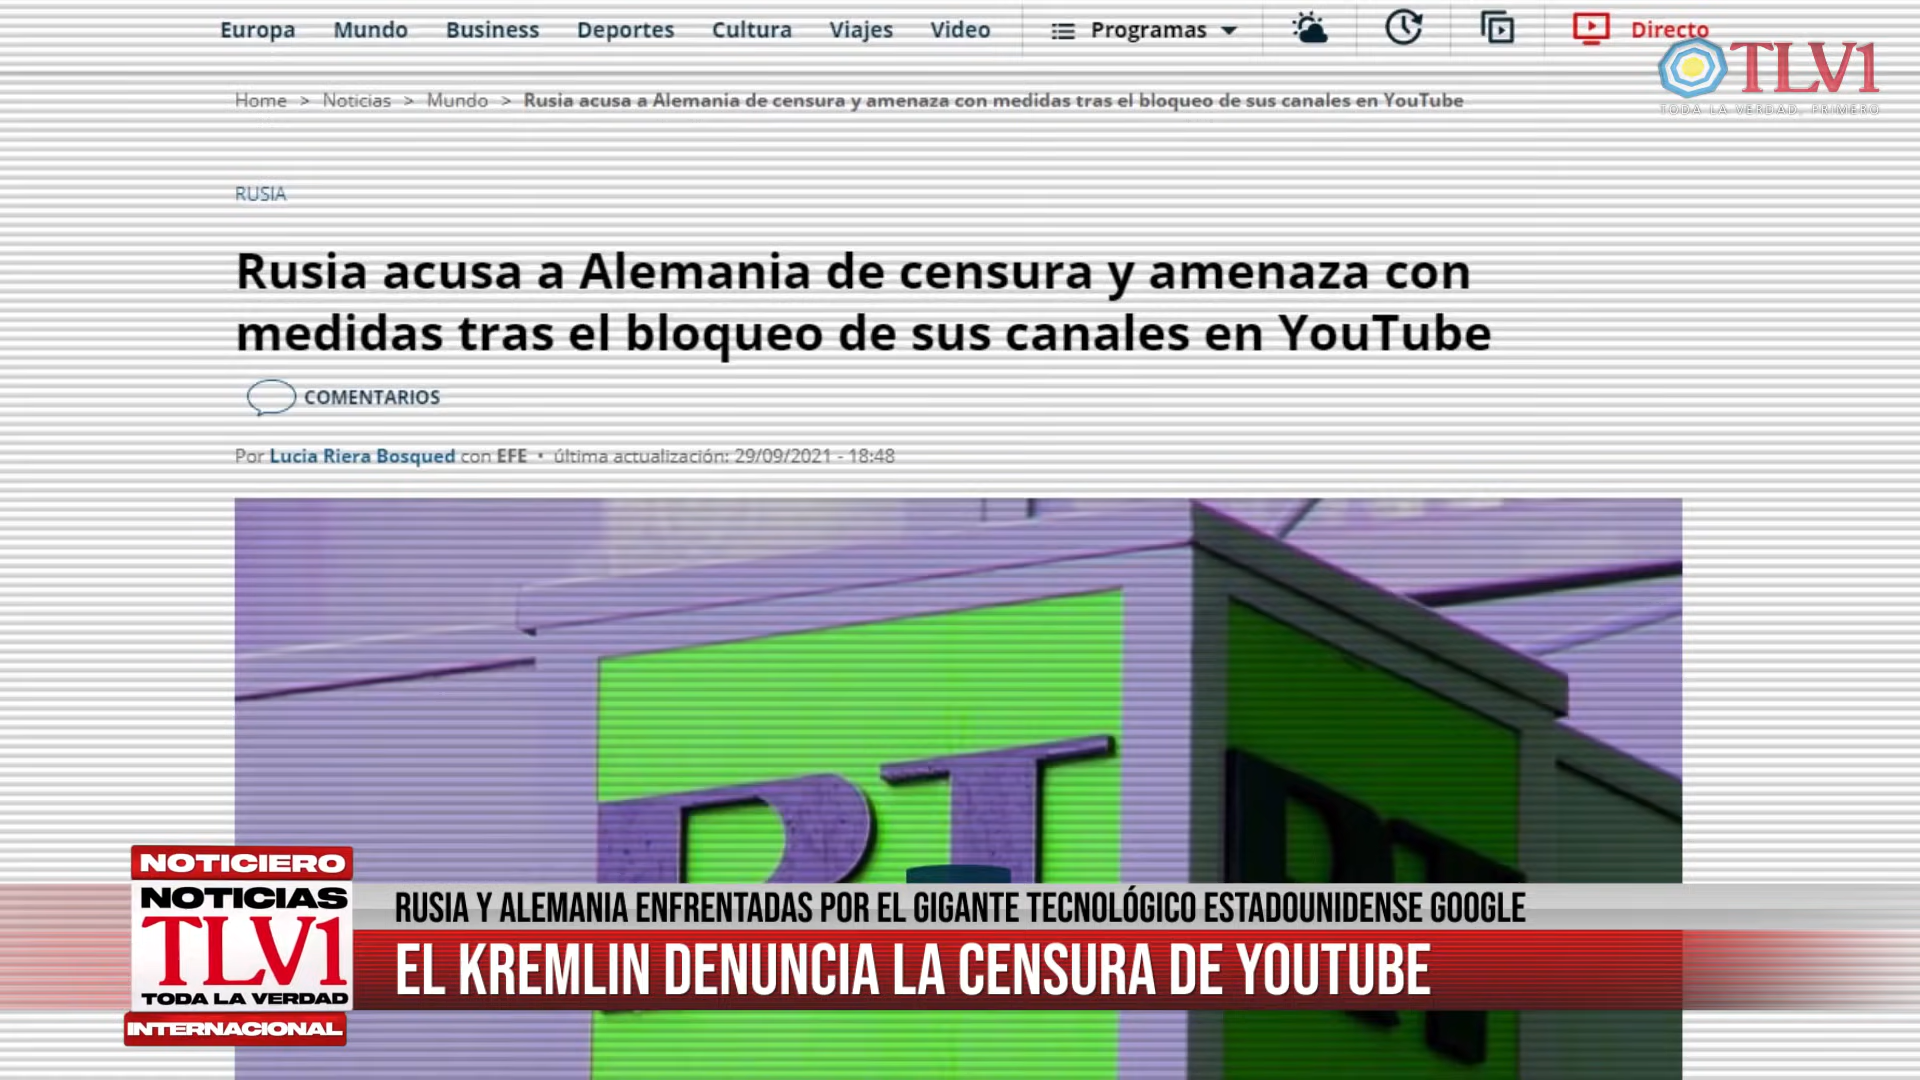 Europa Mundo Business Deportes Cultura Viajes Video Programas Directo
TLV1
TODA LA VERDAD, PRIMERO
Home > Noticias > Mundo > Rusia acusa a Alemania de censura y amenaza con medidas tras el bloqueo de sus canales en YouTube
RUSIA
Rusia acusa a Alemania de censura y amenaza con
medidas tras el bloqueo de sus canales en YouTube
COMENTARIOS
Por Lucia Riera Bosqued con EFE • última actualización: 29/09/2021 - 18:48
RT
RT
NOTICIERO
NOTICIAS
TLV1
TODA LA VERDAD
INTERNACIONAL
RUSIA Y ALEMANIA ENFRENTADAS POR EL GIGANTE TECNOLÓGICO ESTADOUNIDENSE GOOGLE
EL KREMLIN DENUNCIA LA CENSURA DE YOUTUBE